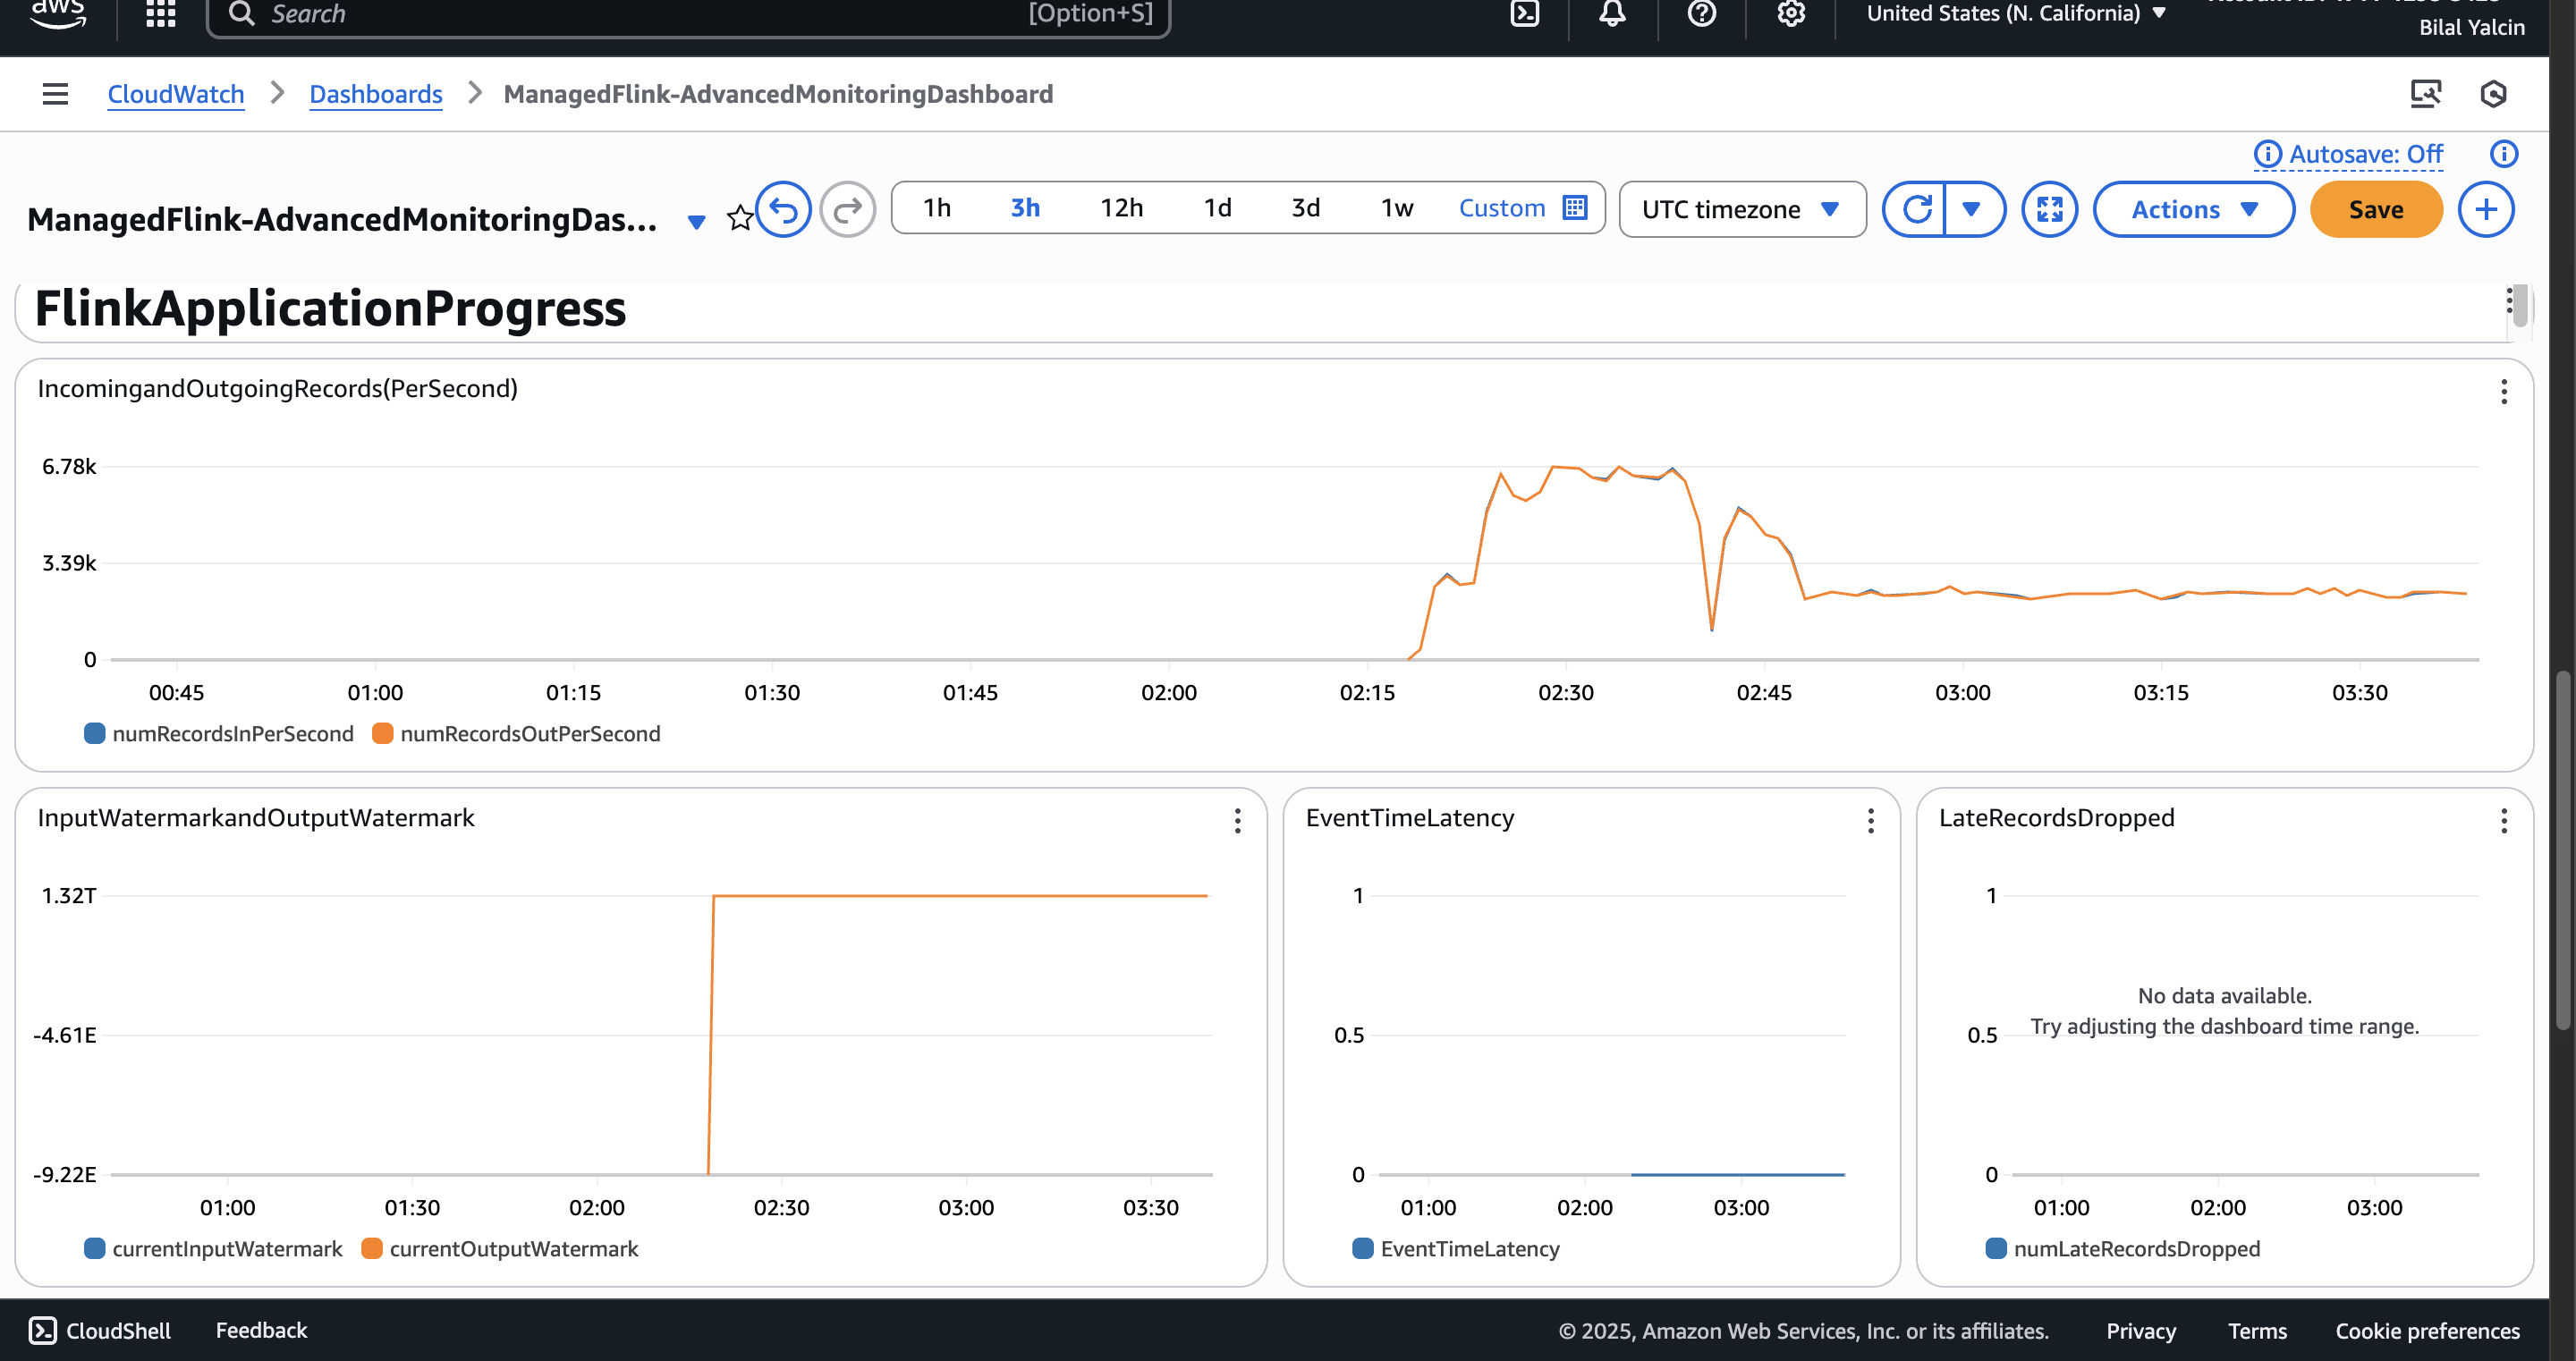 aws
Search
[Option+S]
United States (N. California)
Bilal Yalcin
CloudWatch
Dashboards
ManagedFlink-AdvancedMonitoringDashboard
Autosave: Off
ManagedFlink-AdvancedMonitoringDas...
1h 3h 12h 1d 3d 1w Custom
UTC timezone
Actions
Save
FlinkApplicationProgress
IncomingandOutgoingRecords(PerSecond)
6.78k
3.39k
0
00:45 01:00 01:15 01:30 01:45 02:00 02:15 02:30 02:45 03:00 03:15 03:30
numRecordsInPerSecond numRecordsOutPerSecond
InputWatermarkandOutputWatermark
1.32T
-4.61E
-9.22E
01:00 01:30 02:00 02:30 03:00 03:30
currentInputWatermark currentOutputWatermark
EventTimeLatency
1
0.5
0
01:00 02:00 03:00
EventTimeLatency
LateRecordsDropped
1
No data available.
Try adjusting the dashboard time range.
0.5
0
01:00 02:00 03:00
numLateRecordsDropped
CloudShell
Feedback
© 2025, Amazon Web Services, Inc. or its affiliates.
Privacy
Terms
Cookie preferences